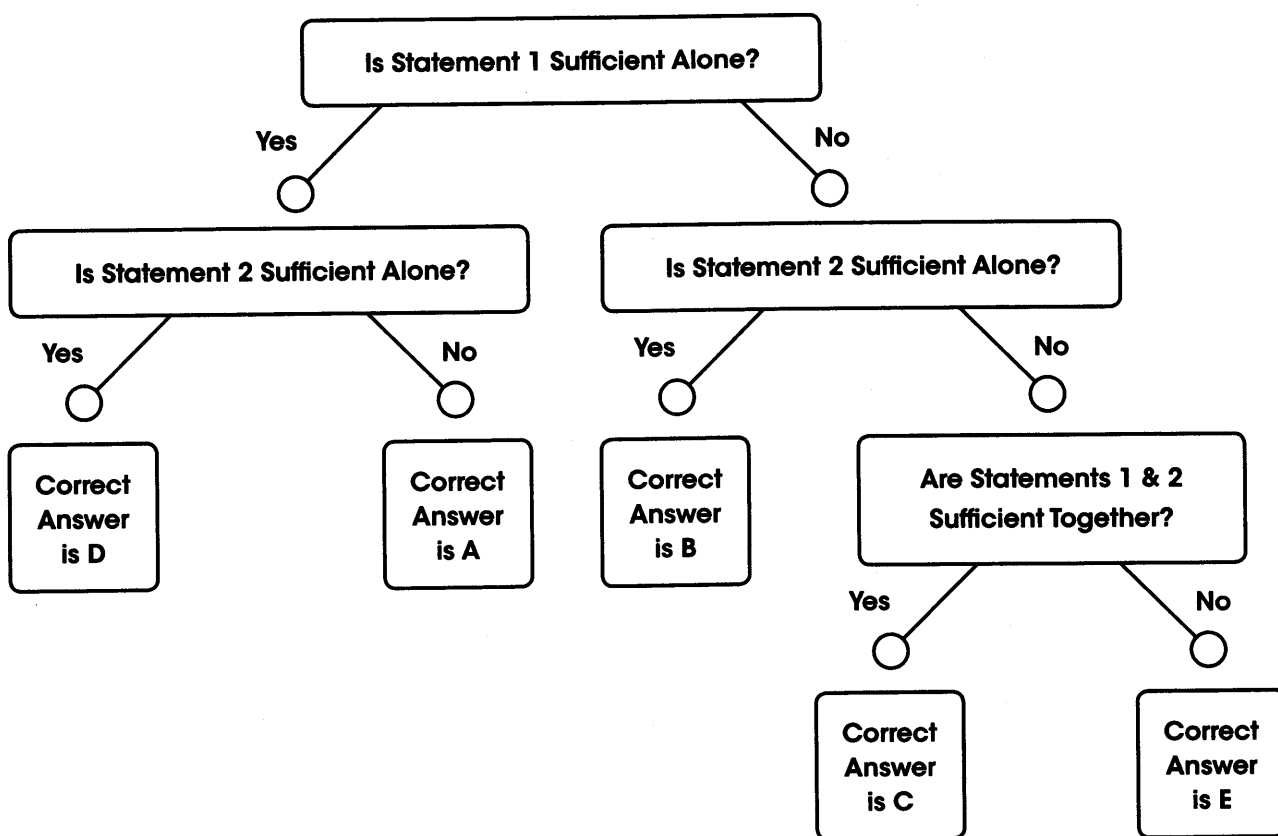 Is Statement 1 Sufficient Alone?
Yes
No
Is Statement 2 Sufficient Alone?
Is Statement 2 Sufficient Alone?
Yes
No
Yes
No
Correct
Answer
is D
Correct
Answer
is A
Correct
Answer
is B
Are Statements 1 & 2
Sufficient Together?
Yes
No
Correct
Answer
is C
Correct
Answer
is E